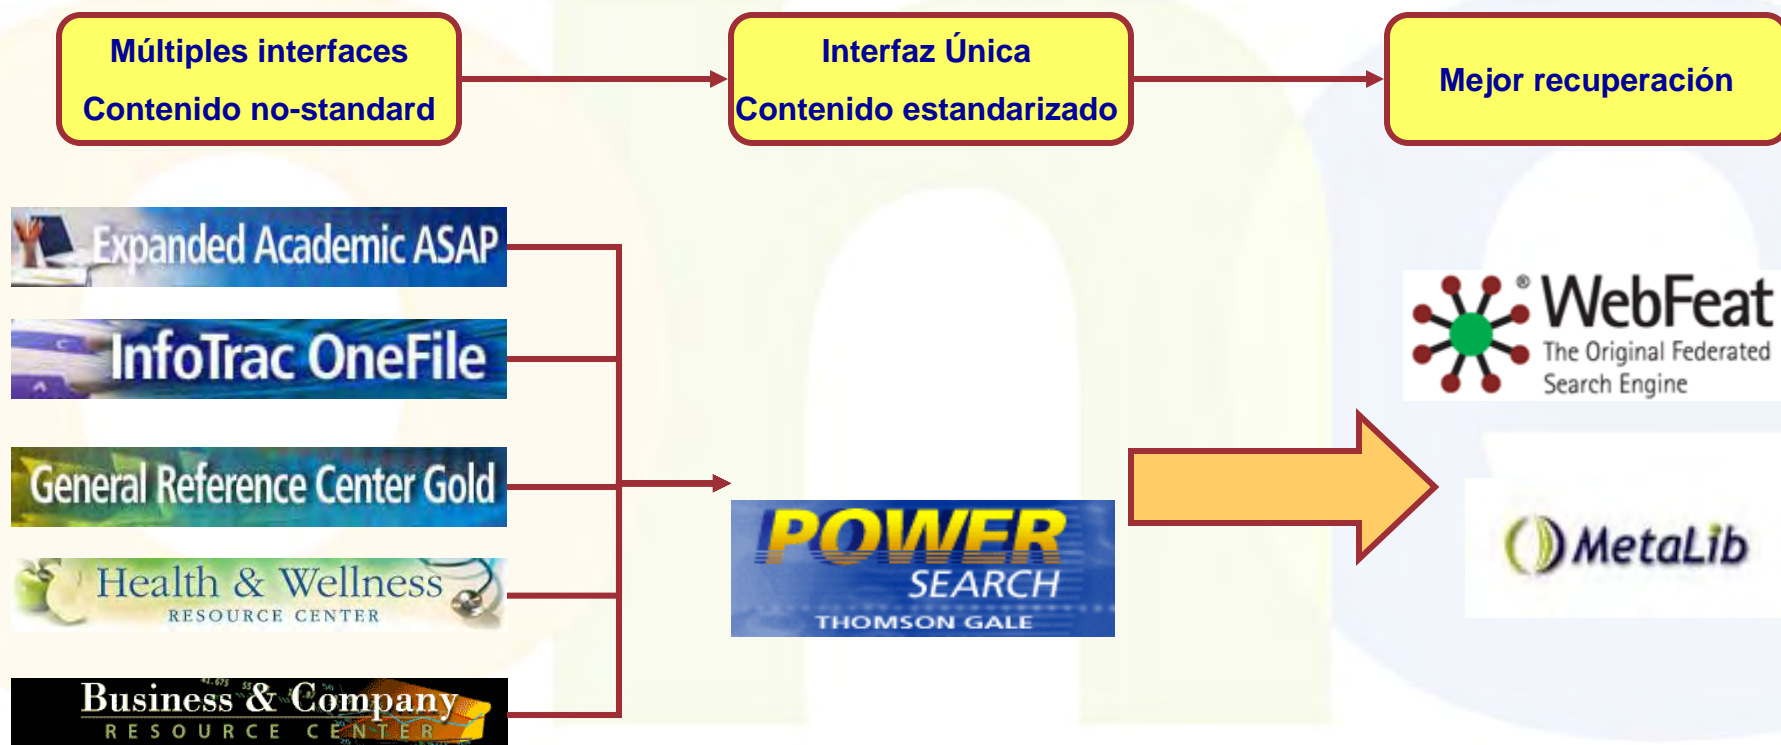 Múltiples interfaces
Contenido no-standard
Interfaz Única
Contenido estandarizado
Mejor recuperación
Expanded Academic ASAP
InfoTrac OneFile
General Reference Center Gold
Health & Wellness
RESOURCE CENTER
Business & Company
RESOURCE CENTER
POWER
SEARCH
THOMSON GALE
WebFeat ®
The Original Federated
Search Engine
MetaLib